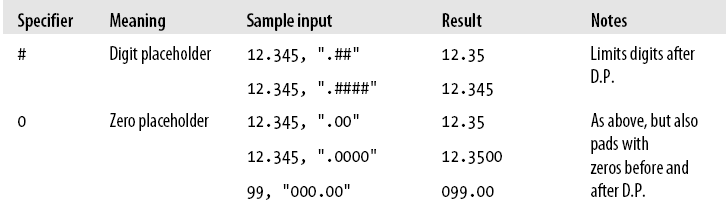 Specifier Meaning Sample input Result Notes
# Digit placeholder 12.345, ".##" 12.35 Limits digits after
D.P.
12.345, ".####" 12.345
0 Zero placeholder 12.345, ".00" 12.35 As above, but also
pads with
12.345, ".0000" 12.3500
zeros before and
99, "000.00" 099.00 after D.P.